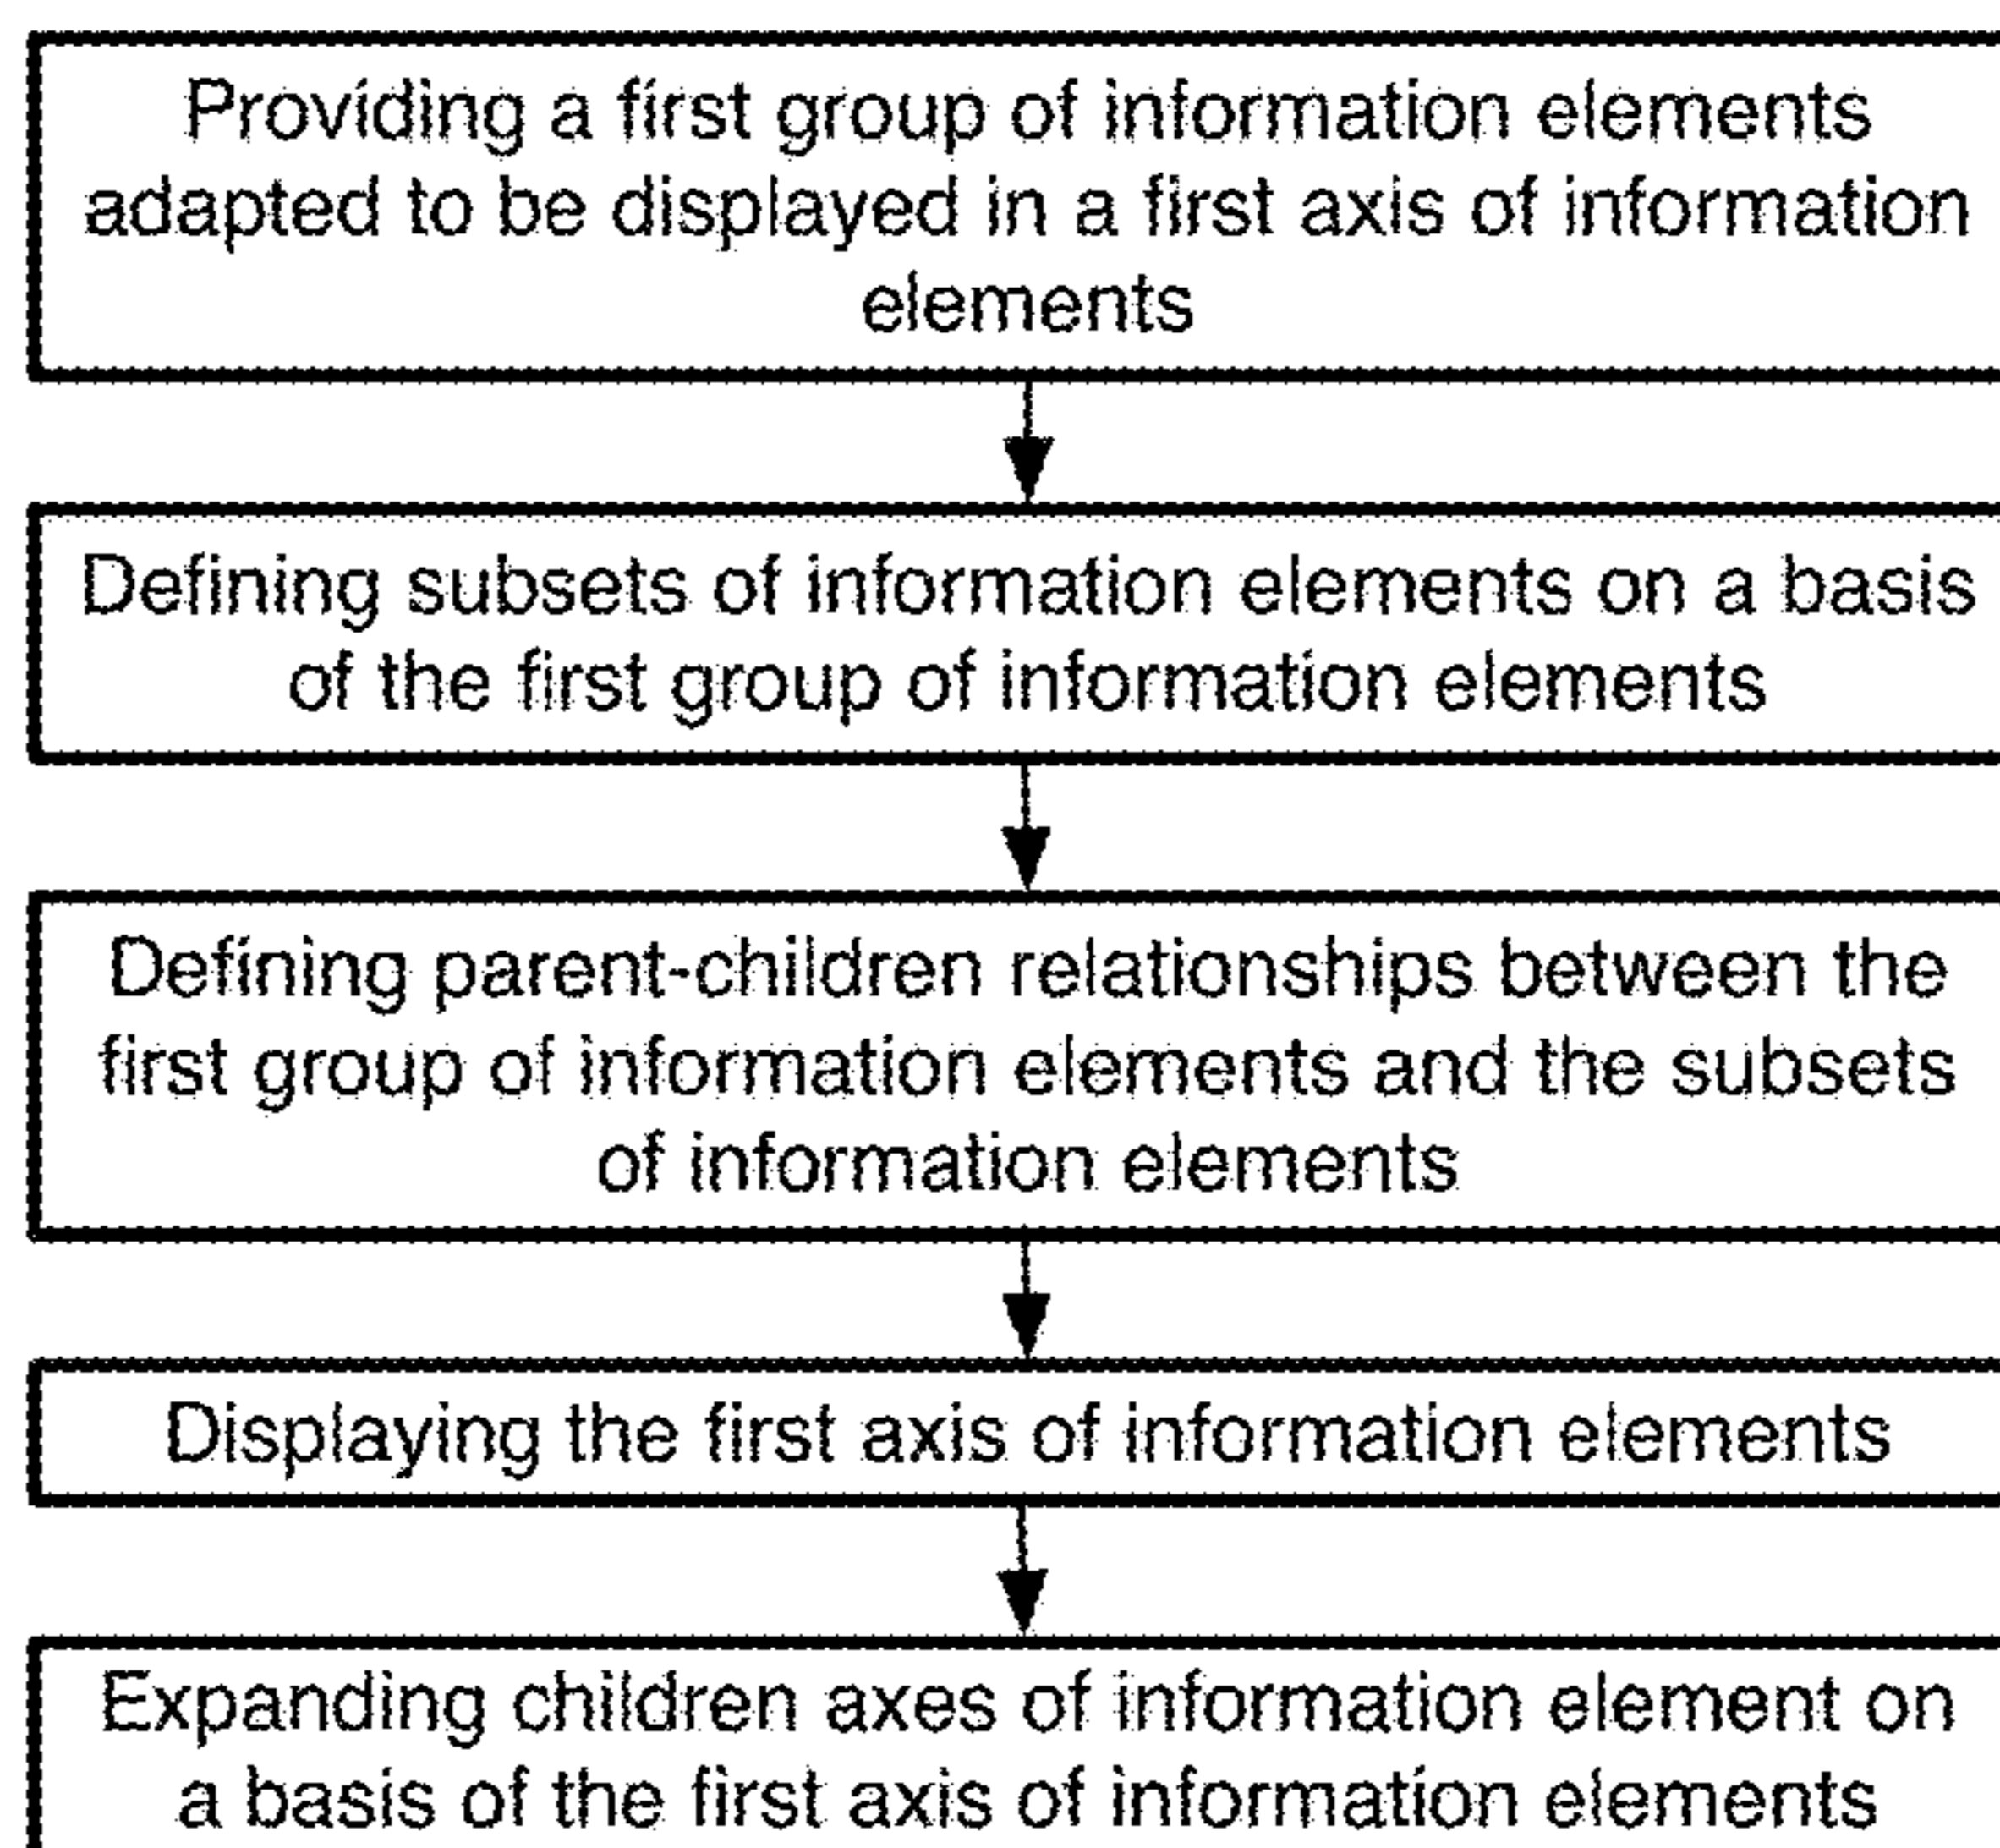 Providing a first group of information elements
adapted to be displayed in a first axis of information
elements
Defining subsets of information elements on a basis
of the first group of information elements
Defining parent-children relationships between the
first group of information elements and the subsets
of information elements
Displaying the first axis of information elements
Expanding children axes of information element on
a basis of the first axis of information elements